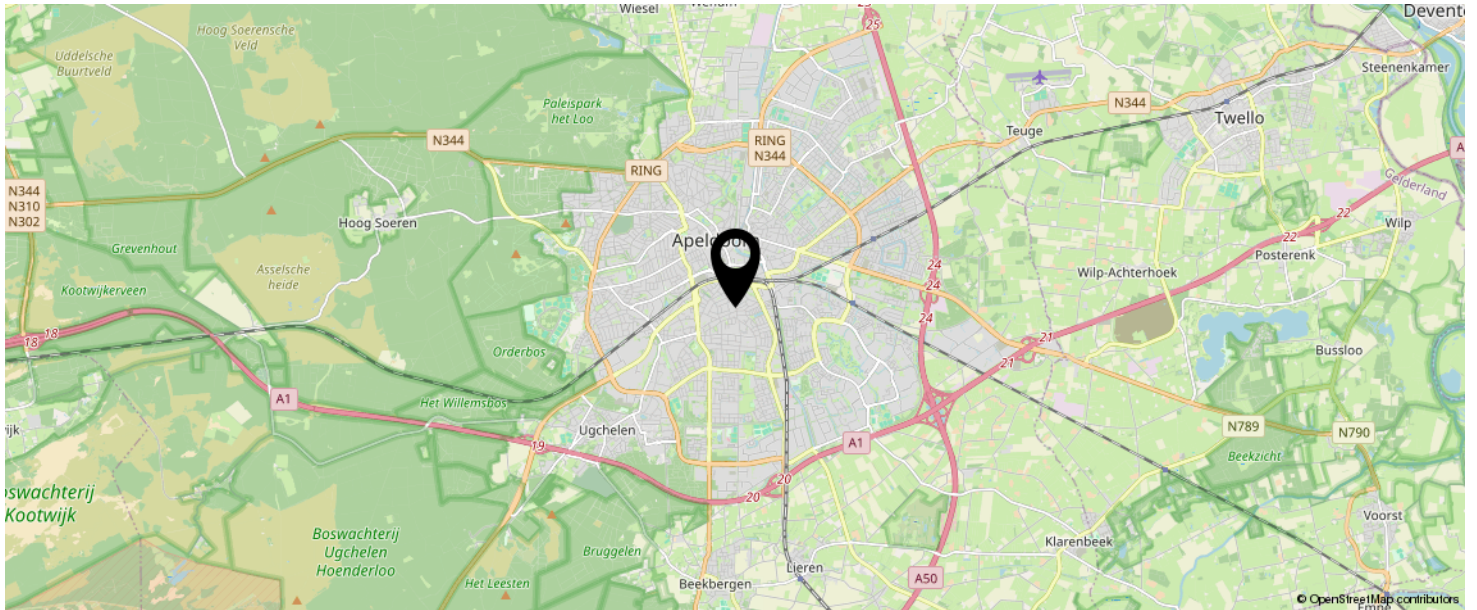 Wiesel
25
25
Deventer
Hoog Soerensche
Veld
Uddelsche
Buurtveld
Steenenkamer
Paleispark
het Loo
N344
Twello
Teuge
N344
RING
N344
A
RING
Gelderland
N344
N310
N302
22
Hoog Soeren
Wilp
22
Apeldoorn
Grevenhout
Posterenk
24
Asselsche
heide
Wilp-Achterhoek
24
Kootwijkerveen
24
18
18
21
Orderbos
Bussloo
21
A1
Het Willemsbos
N789
N790
ijk
Ugchelen
A1
19
Beekzicht
20
20
oswachterij
Kootwijk
Voorst
Boswachterij
Ugchelen
Hoenderloo
Klarenbeek
Bruggelen
Lieren
A50
Het Leesten
Beekbergen
© OpenStreetMap contributors